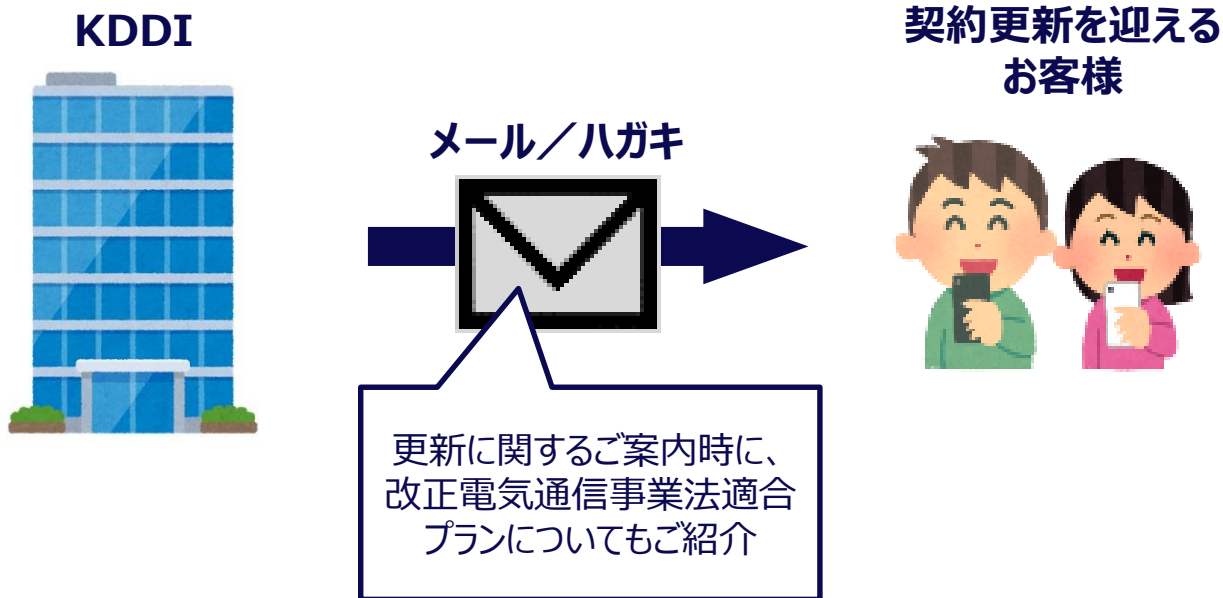 KDDI
契約更新を迎える
お客様
メール／ハガキ
更新に関するご案内時に、
改正電気通信事業法適合
プランについてもご紹介